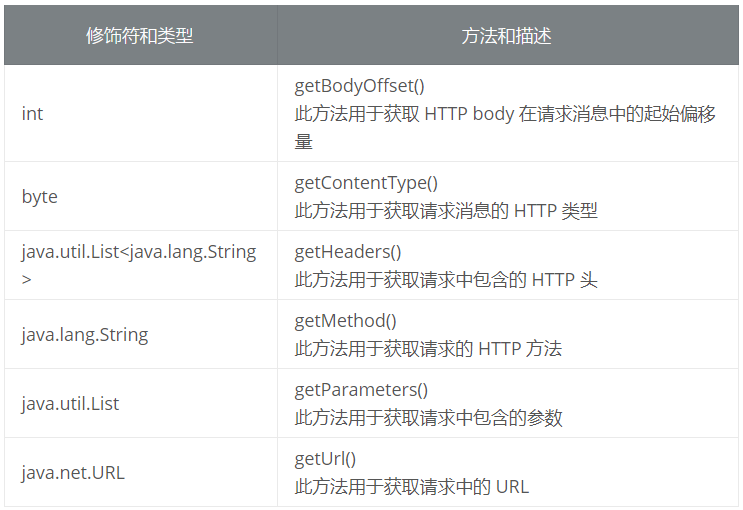 修饰符和类型
方法和描述
int
getBodyOffset()
此方法用于获取 HTTP body 在请求消息中的起始偏移
量
byte
getContentType()
此方法用于获取请求消息的 HTTP 类型
java.util.List<java.lang.String
>
getHeaders()
此方法用于获取请求中包含的 HTTP 头
java.lang.String
getMethod()
此方法用于获取请求的 HTTP 方法
java.util.List
getParameters()
此方法用于获取请求中包含的参数
java.net.URL
getUrl()
此方法用于获取请求中的 URL